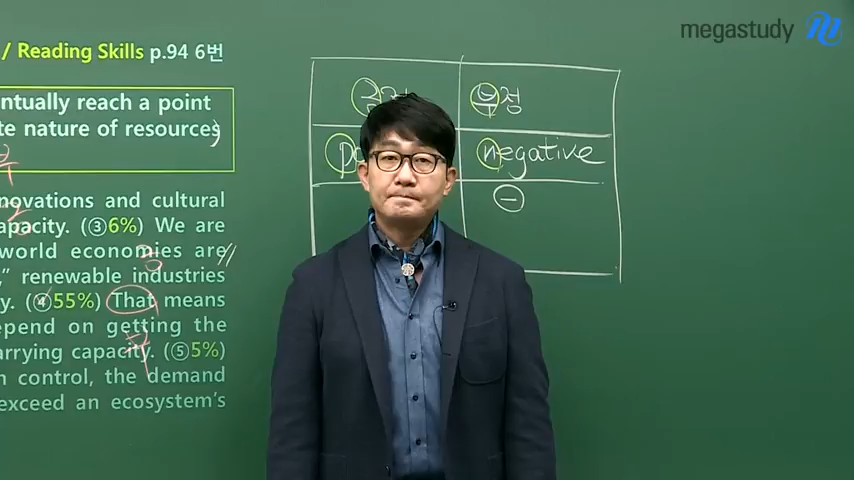 megastudy
/ Reading Skills p.94 6번
ntually reach a point
te nature of resources)
novations and cultural
apacity. (③6%) We are
world economies are//
," renewable industries
y. (④55%) That means
epend on getting the
arrying capacity. (⑤5%)
n control, the demand
exceed an ecosystem's
부정
negative
−